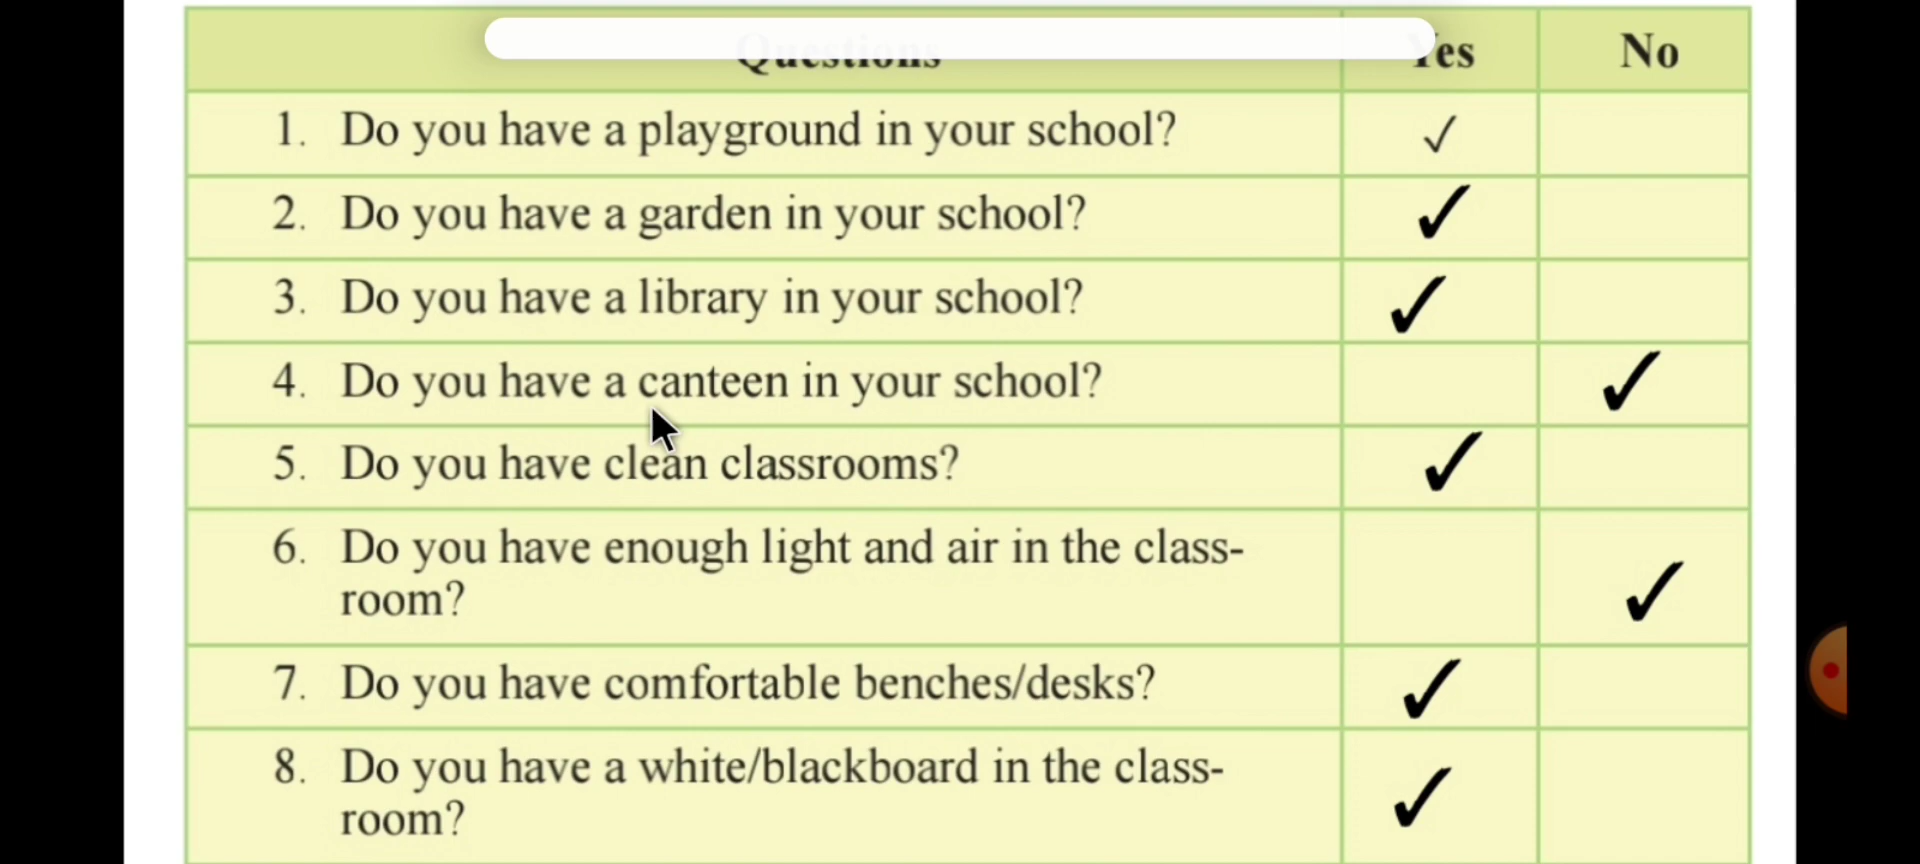 Questions Yes No
1. Do you have a playground in your school? ✓
2. Do you have a garden in your school? ✓
3. Do you have a library in your school? ✓
4. Do you have a canteen in your school? ✓
5. Do you have clean classrooms? ✓
6. Do you have enough light and air in the class-
room? ✓
7. Do you have comfortable benches/desks? ✓
8. Do you have a white/blackboard in the class-
room? ✓